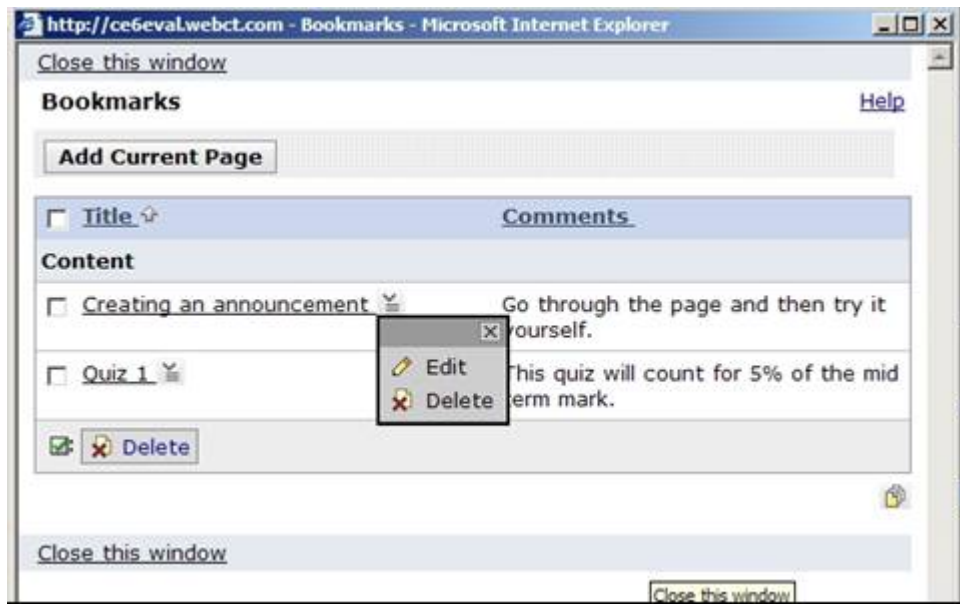 http://ce6eval.webct.com - Bookmarks - Microsoft Internet Explorer
Close this window
Bookmarks
Help
Add Current Page
Title
Comments
Content
Creating an announcement
Go through the page and then try it
yourself.
Edit
Delete
Quiz 1
This quiz will count for 5% of the mid
term mark.
Delete
Close this window
Close this window